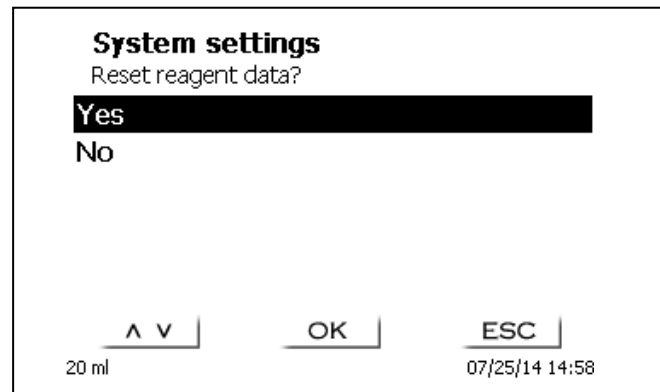 System settings
Reset reagent data?
Yes
No
∧ ∨ OK ESC
20 ml 07/25/14 14:58